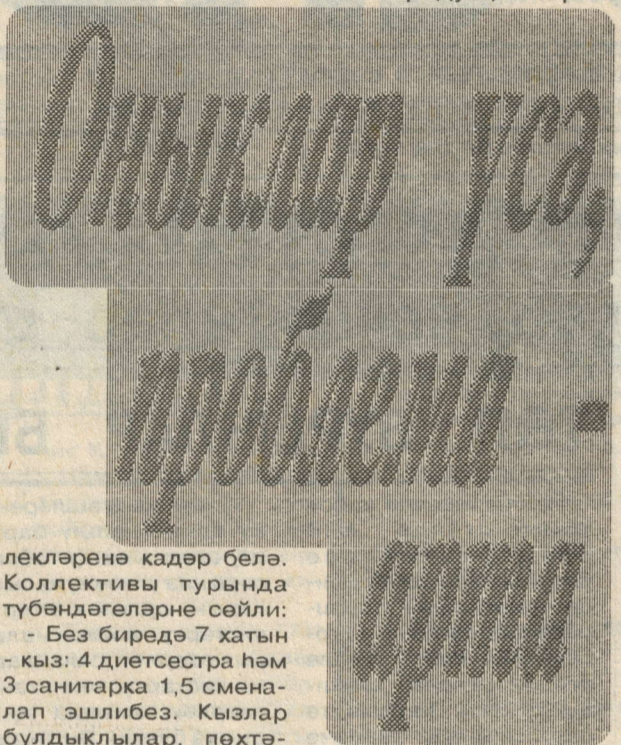 Оныклар үсә,
проблема -
арта
лекләренә кадәр белә.
Коллективы турында
түбәндәгеләрне сөйли:
- Без биредә 7 хатын
- кыз: 4 диетсестра һәм
3 санитарка 1,5 смена-
лап эшлибез. Кызлар
булдыклылар, пөхтә-